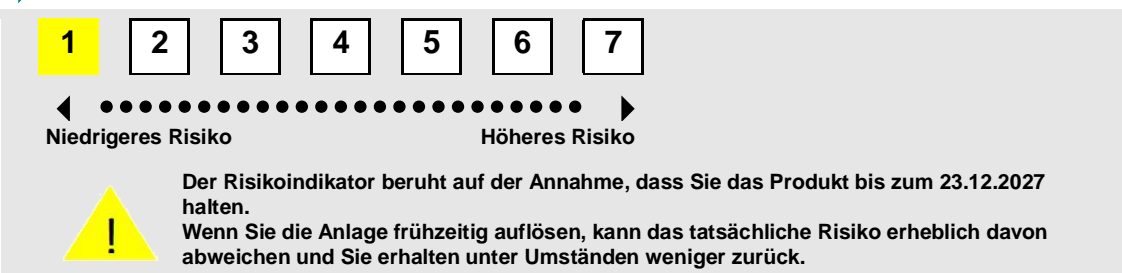 1 2 3 4 5 6 7
Niedrigeres Risiko Höheres Risiko
Der Risikoindikator beruht auf der Annahme, dass Sie das Produkt bis zum 23.12.2027
halten.
Wenn Sie die Anlage frühzeitig auflösen, kann das tatsächliche Risiko erheblich davon
abweichen und Sie erhalten unter Umständen weniger zurück.
!